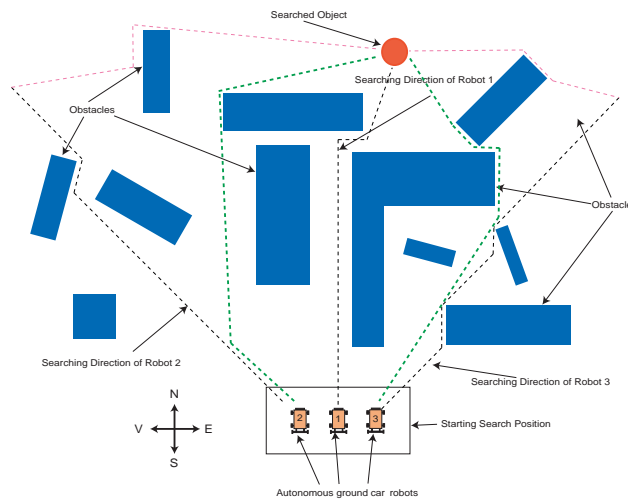 Searched Object
Searching Direction of Robot 1
Obstacles
Obstacle
Searching Direction of Robot 2
Searching Direction of Robot 3
N
V E
S
2 1 3
Starting Search Position
Autonomous ground car robots